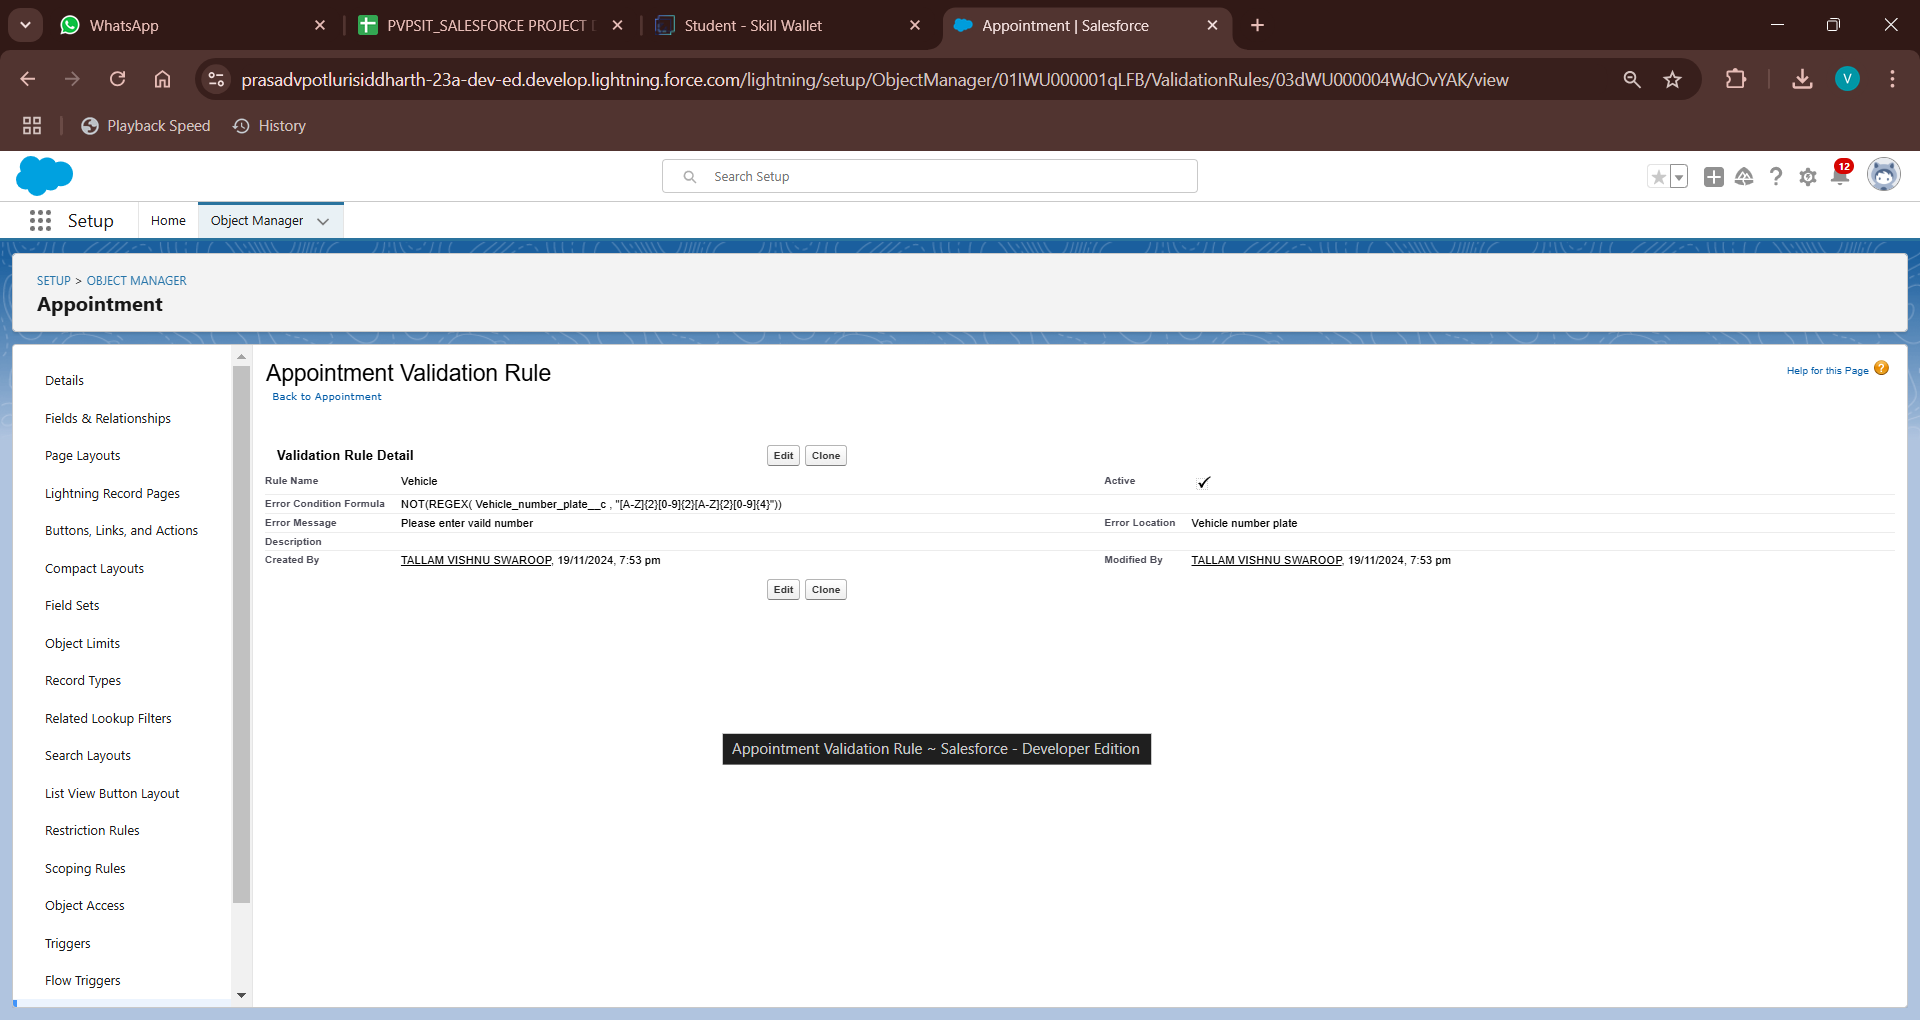 WhatsApp
PVPSIT_SALESFORCE PROJECT
Student - Skill Wallet
Appointment | Salesforce
prasadvpotlurisiddharth-23a-dev-ed.develop.lightning.force.com/lightning/setup/ObjectManager/01IWU000001qLFB/ValidationRules/03dWU000004WdOvYAK/view
V
Playback Speed
History
Search Setup
12
Setup
Home
Object Manager
SETUP > OBJECT MANAGER
Appointment
Details
Fields & Relationships
Page Layouts
Lightning Record Pages
Buttons, Links, and Actions
Compact Layouts
Field Sets
Object Limits
Record Types
Related Lookup Filters
Search Layouts
List View Button Layout
Restriction Rules
Scoping Rules
Object Access
Triggers
Flow Triggers
Appointment Validation Rule
Back to Appointment
Help for this Page
Validation Rule Detail
Edit Clone
Rule Name Vehicle Active
Error Condition Formula NOT(REGEX( Vehicle_number_plate__c , "[A-Z]{2}[0-9]{2}[A-Z]{2}[0-9]{4}"))
Error Message Please enter vaild number Error Location Vehicle number plate
Description
Created By TALLAM VISHNU SWAROOP, 19/11/2024, 7:53 pm Modified By TALLAM VISHNU SWAROOP, 19/11/2024, 7:53 pm
Edit Clone
Appointment Validation Rule ~ Salesforce - Developer Edition